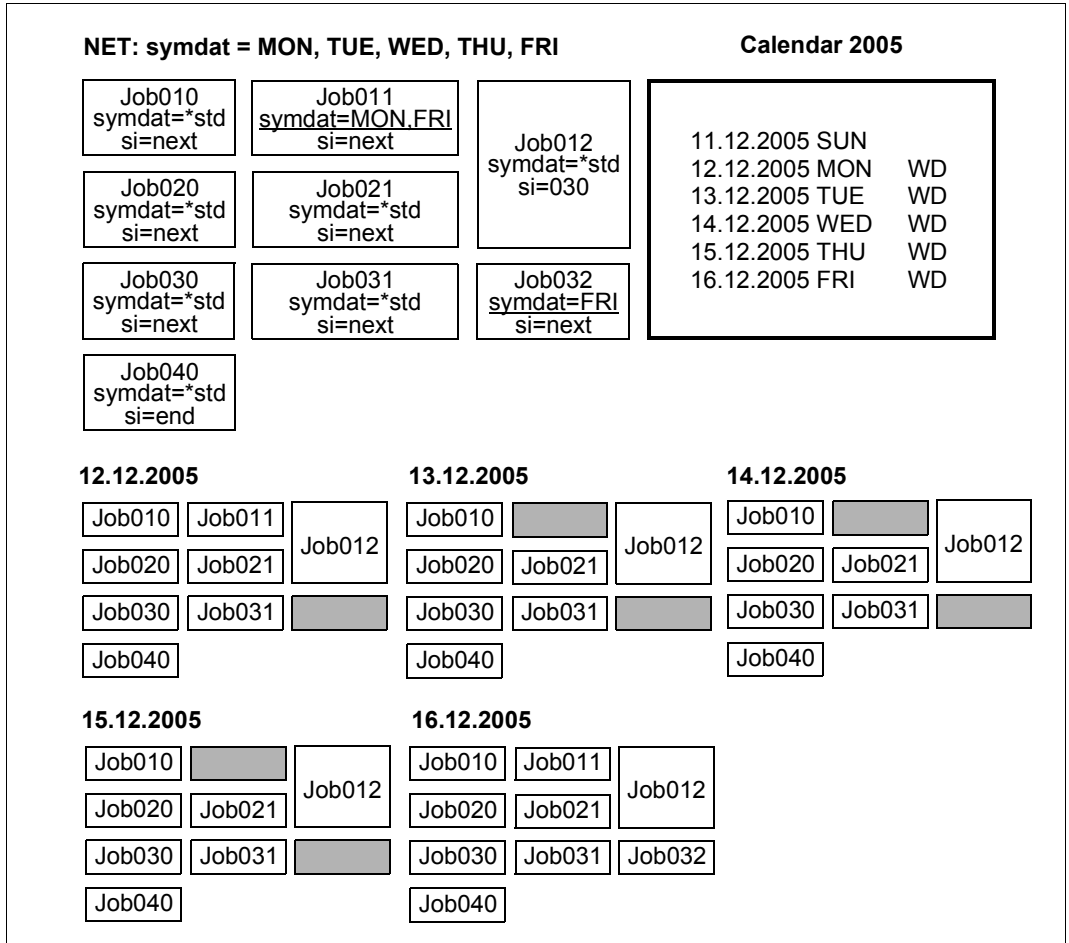 NET: symdat = MON, TUE, WED, THU, FRI
Calendar 2005
Job010
symdat=*std
si=next
Job011
symdat=MON,FRI
si=next
Job012
symdat=*std
si=030
Job020
symdat=*std
si=next
Job021
symdat=*std
si=next
Job030
symdat=*std
si=next
Job031
symdat=*std
si=next
Job032
symdat=FRI
si=next
Job040
symdat=*std
si=end
11.12.2005 SUN
12.12.2005 MON WD
13.12.2005 TUE WD
14.12.2005 WED WD
15.12.2005 THU WD
16.12.2005 FRI WD
12.12.2005
Job010 Job011
Job012
Job020 Job021
Job030 Job031
Job040
13.12.2005
Job010
Job012
Job020 Job021
Job030 Job031
Job040
14.12.2005
Job010
Job012
Job020 Job021
Job030 Job031
Job040
15.12.2005
Job010
Job012
Job020 Job021
Job030 Job031
Job040
16.12.2005
Job010 Job011
Job012
Job020 Job021
Job030 Job031 Job032
Job040